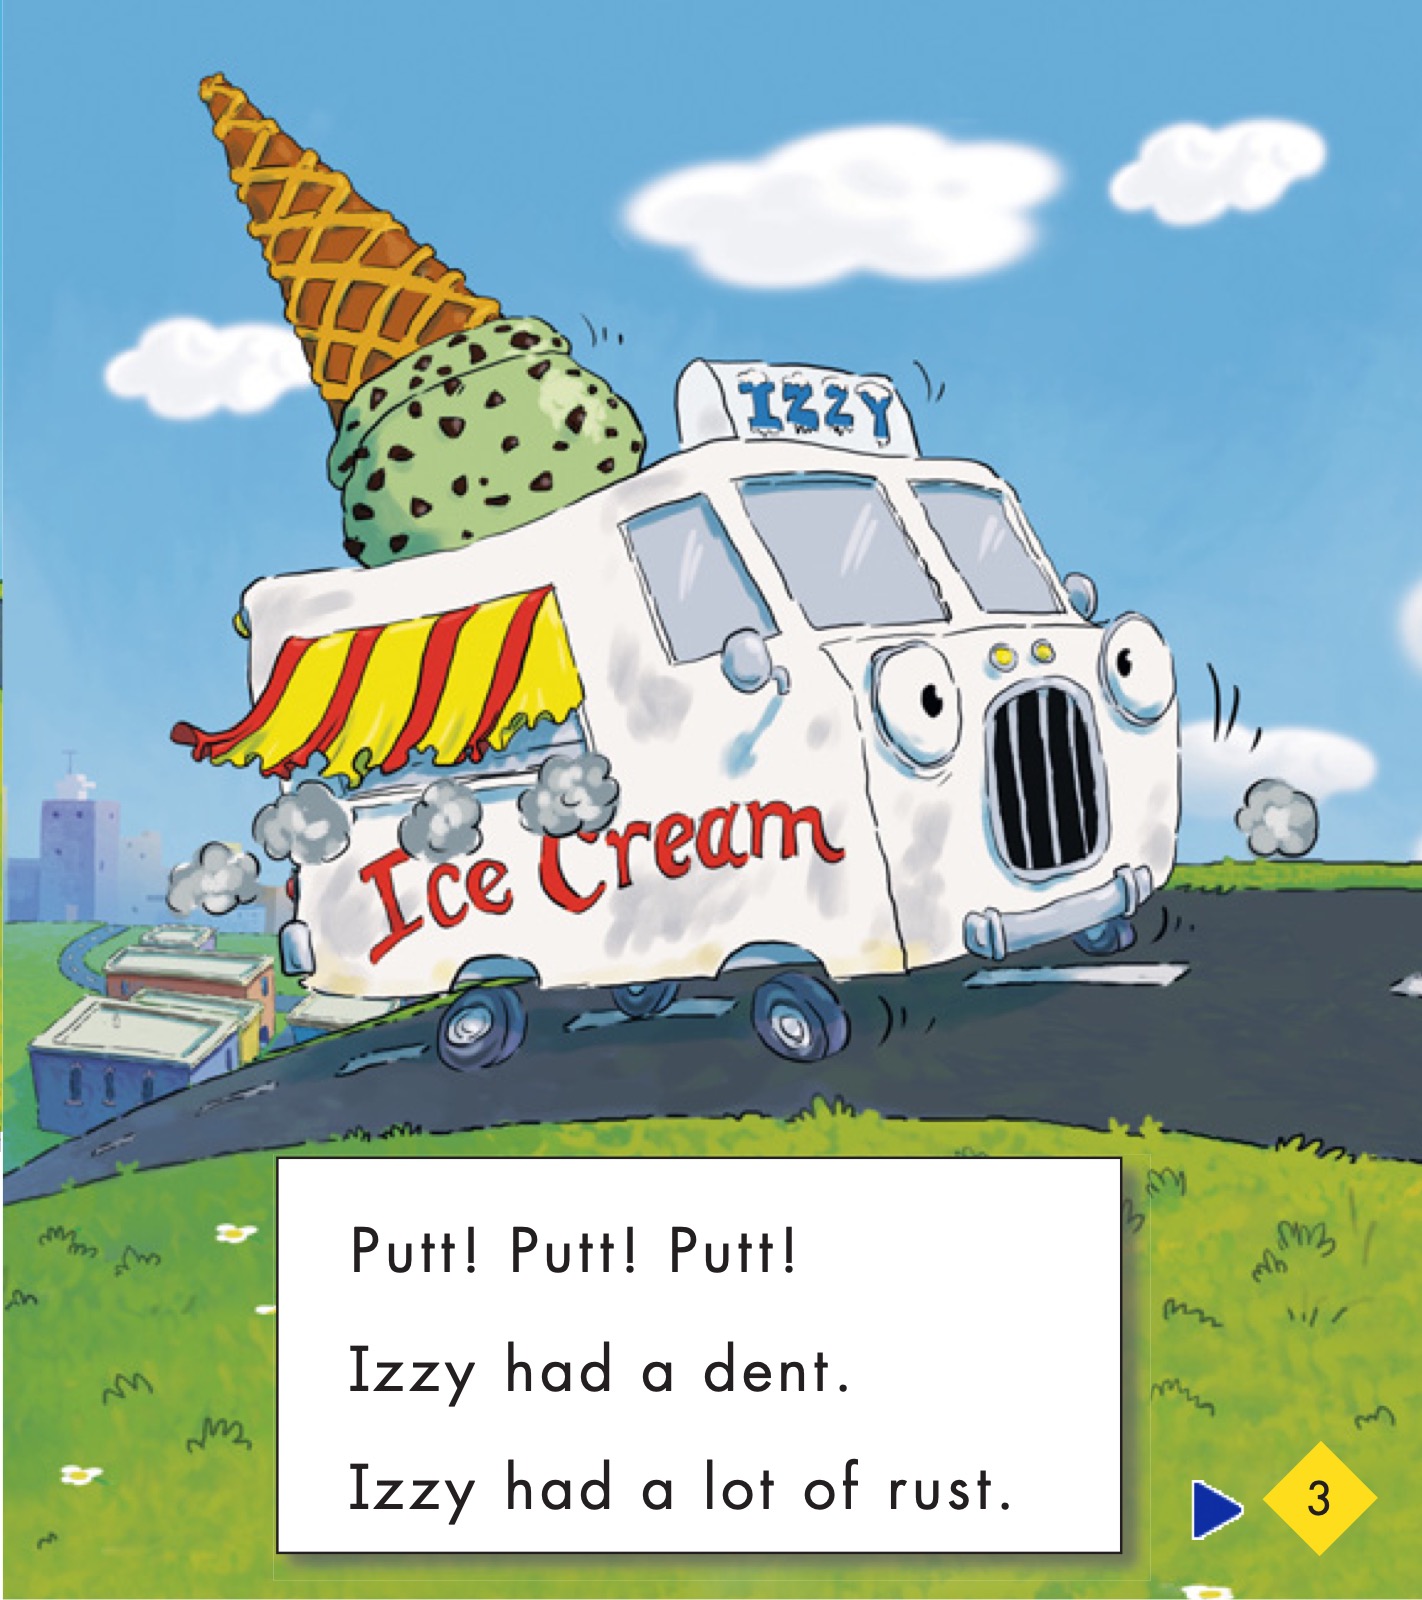 IZZY
Ice Cream
Putt! Putt! Putt!
Izzy had a dent.
Izzy had a lot of rust.
3